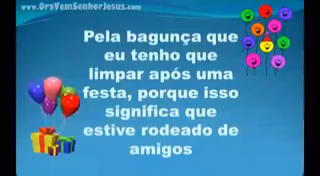 www.OraVemSenhorJesus.com
Pela bagunça que
eu tenho que
limpar após uma
festa, porque isso
significa que
estive rodeado de
amigos